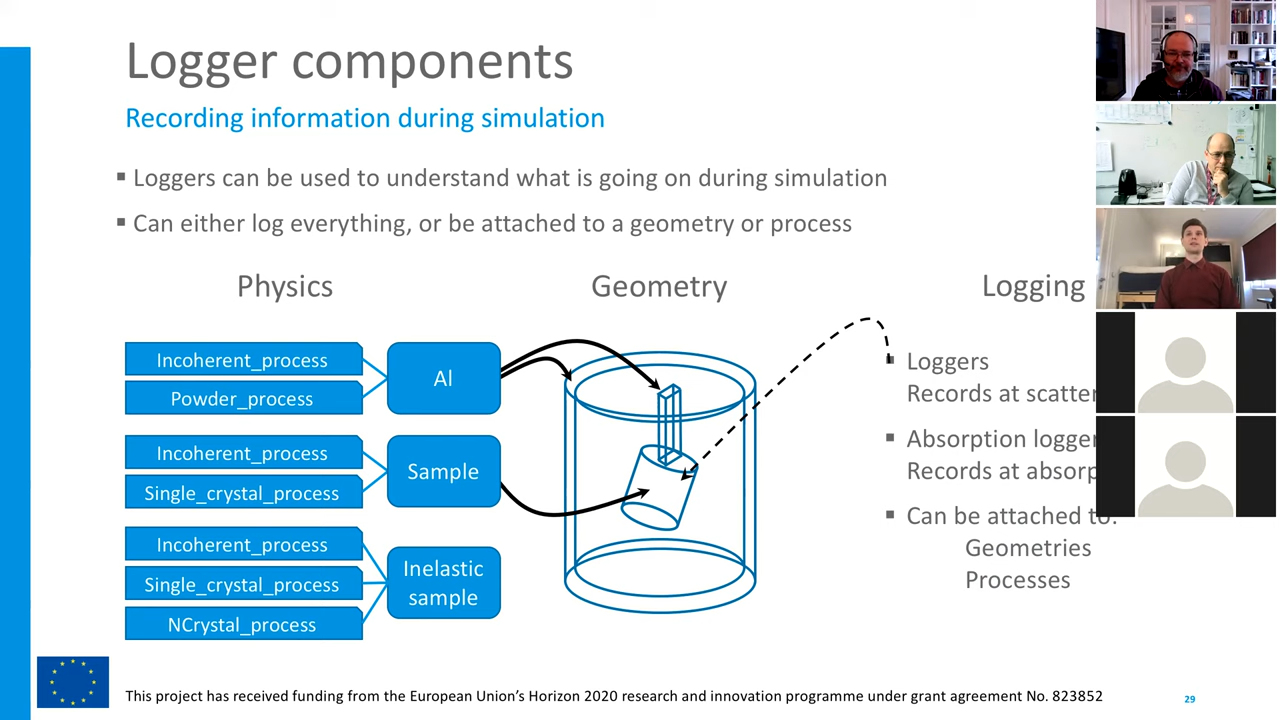 Logger components
Recording information during simulation
▪ Loggers can be used to understand what is going on during simulation
▪ Can either log everything, or be attached to a geometry or process
Physics
Geometry
Logging
Incoherent_process
Powder_process
Al
Incoherent_process
Single_crystal_process
Sample
Incoherent_process
Single_crystal_process
NCrystal_process
Inelastic
sample
▪ Loggers
Records at scatter
▪ Absorption logger
Records at absorp
▪ Can be attached to:
Geometries
Processes
This project has received funding from the European Union's Horizon 2020 research and innovation programme under grant agreement No. 823852
29